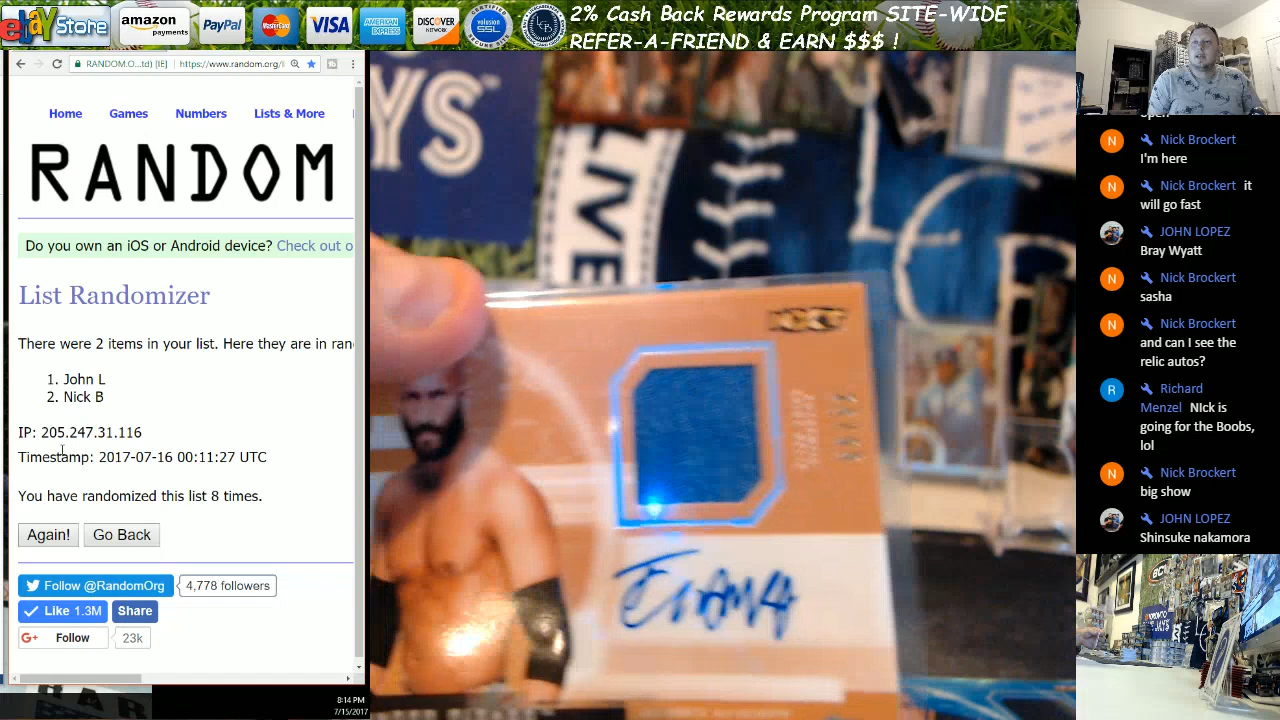 ebay Store
amazon payments
PayPal
MasterCard
VISA
AMERICAN EXPRESS
DISCOVER NETWORK
2% Cash Back Rewards Program SITE-WIDE
REFER-A-FRIEND & EARN $$$ !
RANDOM.O...td) [IE]
https://www.random.org/l
Home Games Numbers Lists & More
RANDOM
Do you own an iOS or Android device? Check out o
List Randomizer
There were 2 items in your list. Here they are in ran
1. John L
2. Nick B
IP: 205.247.31.116
Timestamp: 2017-07-16 00:11:27 UTC
You have randomized this list 8 times.
Again! Go Back
Follow @RandomOrg 4,778 followers
Like 1.3M Share
G+ Follow 23k
8:14 PM
7/15/2017
YS
LIVE
N Nick Brockert
I'm here
N Nick Brockert it
will go fast
JOHN LOPEZ
Bray Wyatt
N Nick Brockert
sasha
N Nick Brockert
and can I see the
relic autos?
R Richard
Menzel NIck is
going for the Boobs,
lol
N Nick Brockert
big show
JOHN LOPEZ
Shinsuke nakamora